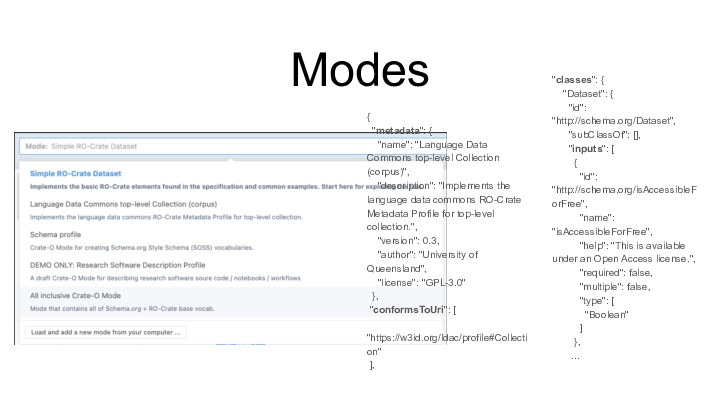 Modes
Mode: Simple RO-Crate Dataset
Simple RO-Crate Dataset
Implements the basic RO-Crate elements found in the specification and common examples. Start here for
Language Data Commons top-level Collection (corpus)
Implements the language data commons RO-Crate Metadata Profile for top-level collection.
Schema profile
Crate-O Mode for creating Schema.org Style Schema (SOSS) vocabularies.
DEMO ONLY: Research Software Description Profile
A draft Crate-O Mode for describing research software soure code / notebooks / workflows
All inclusive Crate-O Mode
Mode that contains all of Schema.org + RO-Crate base vocab.
Load and add a new mode from your computer ...
{
"metadata": {
"name": "Language Data
Commons top-level Collection
(corpus)",
"description": "Implements the
language data commons RO-Crate
Metadata Profile for top-level
collection.",
"version": 0.3,
"author": "University of
Queensland",
"license": "GPL-3.0"
},
"conformsToUri": [
"https://w3id.org/ldac/profile#Collecti
on"
],
"classes": {
"Dataset": {
"id":
"http://schema.org/Dataset",
"subClassOf": [],
"inputs": [
{
"id":
"http://schema.org/isAccessibleF
orFree",
"name":
"isAccessibleForFree",
"help": "This is available
under an Open Access license.",
"required": false,
"multiple": false,
"type": [
"Boolean"
]
},
...